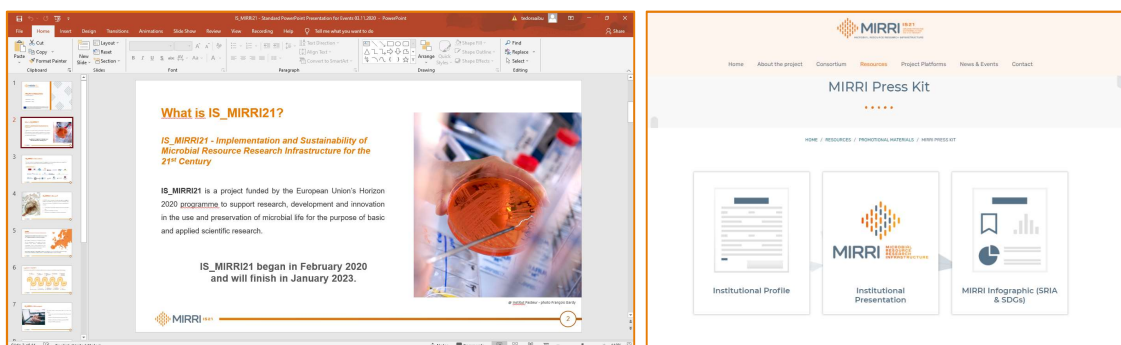 IS_MIRRI21 - Standard PowerPoint Presentation for Events 03.11.2020 - PowerPoint
File Home Insert Design Transitions Animations Slide Show Review View Recording Help Tell me what you want to do Share
Paste
Cut
Copy
Format Painter
Clipboard
New Slide
Layout
Reset
Section
Slides
Font
Text Direction
Align Text
Convert to SmartArt
Paragraph
Arrange
Quick Styles
Shape Fill
Shape Outline
Shape Effects
Drawing
Find
Replace
Select
Editing
1
2
3
4
5
6
7
What is IS_MIRRI21?
IS_MIRRI21 - Implementation and Sustainability of
Microbial Resource Research Infrastructure for the
21st Century
IS_MIRRI21 is a project funded by the European Union's Horizon
2020 programme to support research, development and innovation
in the use and preservation of microbial life for the purpose of basic
and applied scientific research.
IS_MIRRI21 began in February 2020
and will finish in January 2023.
MIRRI
2
MIRRI
Home About the project Consortium Resources Project Platforms News & Events Contact
MIRRI Press Kit
HOME / RESOURCES / PROMOTIONAL MATERIALS / MIRRI PRESS KIT
MIRRI MICROBIAL
RESOURCE
RESEARCH
INFRASTRUCTURE
Institutional Profile
Institutional
Presentation
MIRRI Infographic (SRIA
& SDGs)